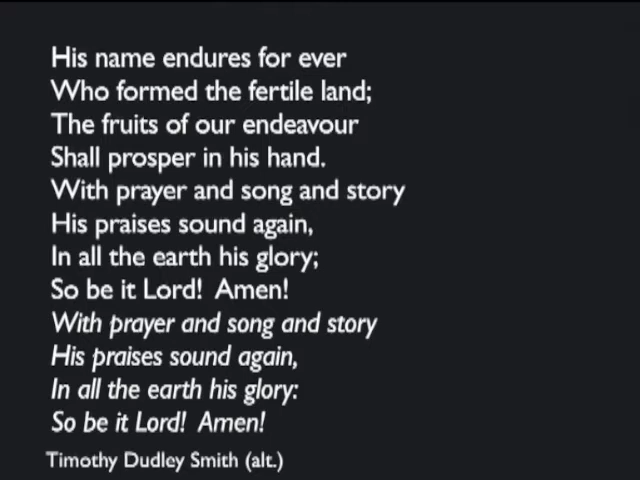 His name endures for ever
Who formed the fertile land;
The fruits of our endeavour
Shall prosper in his hand.
With prayer and song and story
His praises sound again,
In all the earth his glory;
So be it Lord!  Amen!
With prayer and song and story
His praises sound again,
In all the earth his glory:
So be it Lord!  Amen!
Timothy Dudley Smith (alt.)